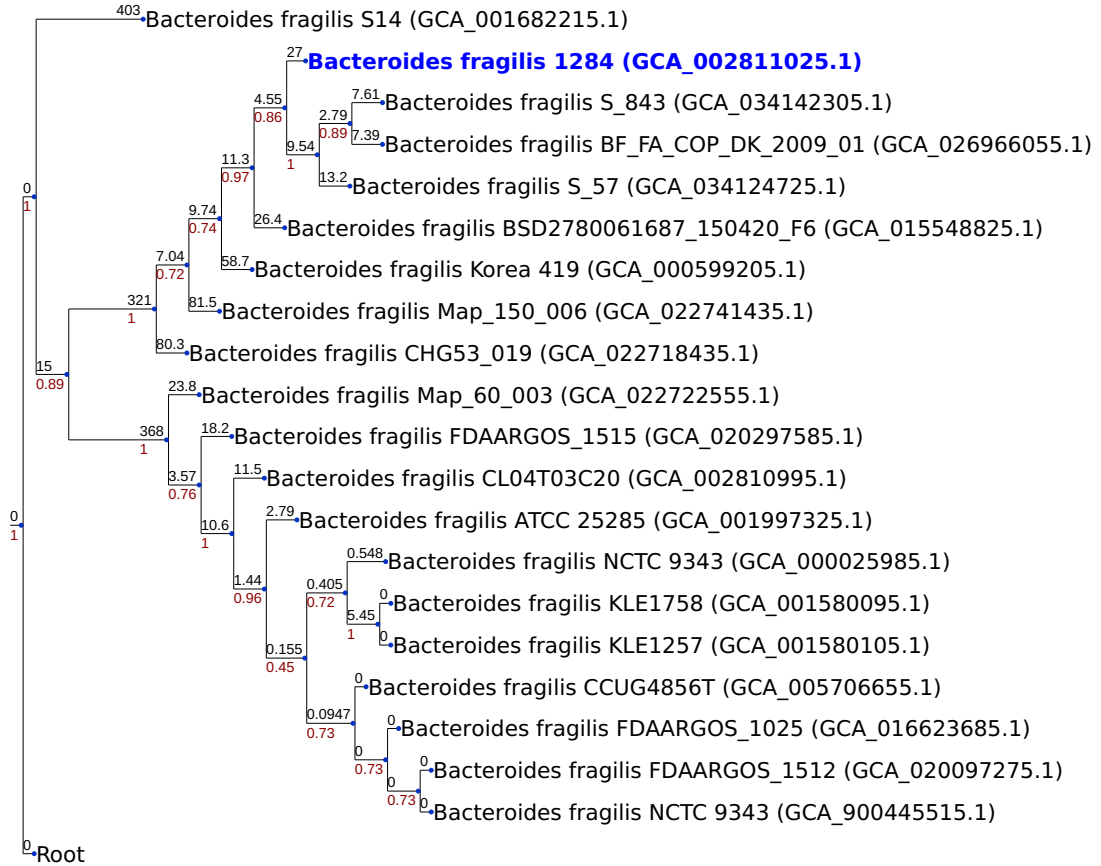 403 Bacteroides fragilis S14 (GCA_001682215.1)
27 Bacteroides fragilis 1284 (GCA_002811025.1)
4.55
0.86
7.61 Bacteroides fragilis S_843 (GCA_034142305.1)
2.79
0.89
7.39 Bacteroides fragilis BF_FA_COP_DK_2009_01 (GCA_026966055.1)
9.54
1
11.3
0.97
13.2 Bacteroides fragilis S_57 (GCA_034124725.1)
0
1
9.74
0.74
26.4 Bacteroides fragilis BSD2780061687_150420_F6 (GCA_015548825.1)
7.04
0.72
58.7 Bacteroides fragilis Korea 419 (GCA_000599205.1)
321
1
81.5 Bacteroides fragilis Map_150_006 (GCA_022741435.1)
80.3 Bacteroides fragilis CHG53_019 (GCA_022718435.1)
15
0.89
23.8 Bacteroides fragilis Map_60_003 (GCA_022722555.1)
368
1
18.2 Bacteroides fragilis FDAARGOS_1515 (GCA_020297585.1)
3.57
0.76
11.5 Bacteroides fragilis CL04T03C20 (GCA_002810995.1)
10.6
1
2.79 Bacteroides fragilis ATCC 25285 (GCA_001997325.1)
0
1
0.548 Bacteroides fragilis NCTC 9343 (GCA_000025985.1)
1.44
0.96
0.405
0.72
0 Bacteroides fragilis KLE1758 (GCA_001580095.1)
5.45
1
0 Bacteroides fragilis KLE1257 (GCA_001580105.1)
0.155
0.45
0 Bacteroides fragilis CCUG4856T (GCA_005706655.1)
0.0947
0.73
0 Bacteroides fragilis FDAARGOS_1025 (GCA_016623685.1)
0
0.73
0 Bacteroides fragilis FDAARGOS_1512 (GCA_020097275.1)
0
0.73
0 Bacteroides fragilis NCTC 9343 (GCA_900445515.1)
0 Root